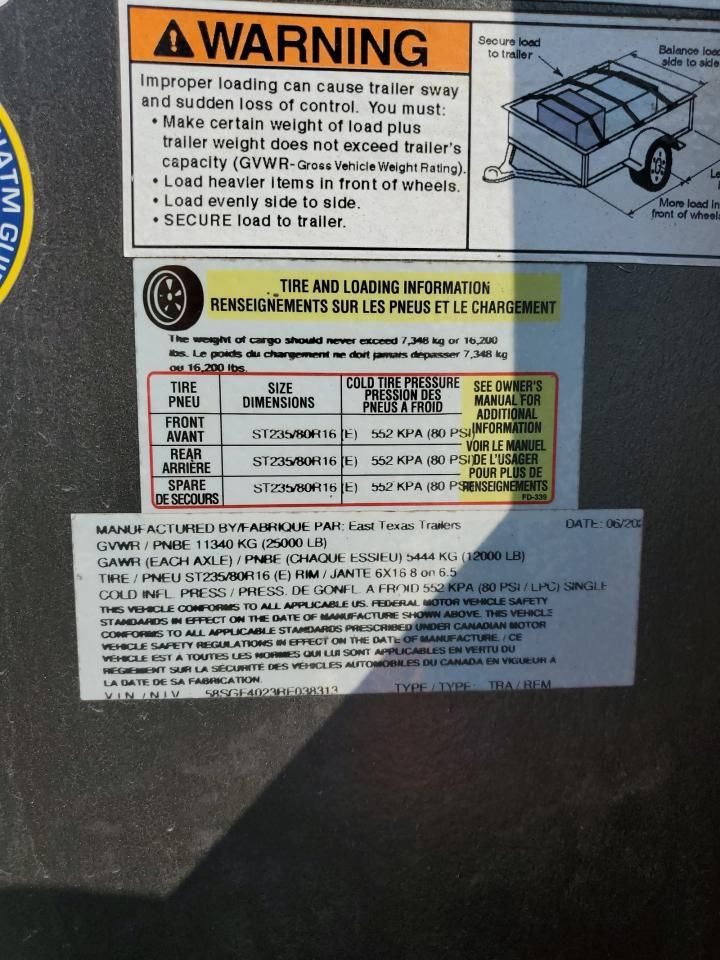 WARNING
Improper loading can cause trailer sway
and sudden loss of control. You must:
• Make certain weight of load plus
trailer weight does not exceed trailer's
capacity (GVWR-Gross Vehicle Weight Rating).
• Load heavier items in front of wheels.
• Load evenly side to side.
• SECURE load to trailer.
Secure load
to trailer
Balance load
side to side
More load in
front of wheels
NATM
TIRE AND LOADING INFORMATION
RENSEIGNEMENTS SUR LES PNEUS ET LE CHARGEMENT
The weight of cargo should never exceed 7,348 kg or 16,200
lbs. Le poids du chargement ne doit jamais dépasser 7,348 kg
ou 16,200 lbs.
TIRE
PNEU
SIZE
DIMENSIONS
COLD TIRE PRESSURE
PRESSION DES
PNEUS A FROID
SEE OWNER'S
MANUAL FOR
ADDITIONAL
INFORMATION
VOIR LE MANUEL
DE L'USAGER
POUR PLUS DE
RENSEIGNEMENTS
FD-339
FRONT
AVANT
ST235/80R16 (E) 552 KPA (80 PSI)
REAR
ARRIÈRE
ST235/80R16 (E) 552 KPA (80 PSI)
SPARE
DE SECOURS
ST235/80R16 (E) 552 KPA (80 PSI)
MANUFACTURED BY/FABRIQUE PAR: East Texas Trailers DATE: 06/20
GVWR / PNBE 11340 KG (25000 LB)
GAWR (EACH AXLE) / PNBE (CHAQUE ESSIEU) 5444 KG (12000 LB)
TIRE / PNEU ST235/80R16 (E) RIM / JANTE 6X16 8 on 6.5
COLD INFL. PRESS / PRESS. DE GONFL. A FROID 552 KPA (80 PSI / LPC) SINGLE
THIS VEHICLE CONFORMS TO ALL APPLICABLE US. FEDERAL MOTOR VEHICLE SAFETY
STANDARDS IN EFFECT ON THE DATE OF MANUFACTURE SHOWN ABOVE. THIS VEHICLE
CONFORMS TO ALL APPLICABLE STANDARDS PRESCRIBED UNDER CANADIAN MOTOR
VEHICLE SAFETY REGULATIONS IN EFFECT ON THE DATE OF MANUFACTURE. / CE
VÉHICLE EST A TOUTES LES NORMES QUI LUI SONT APPLICABLES EN VERTU DU
RÉGIEMENT SUR LA SÉCURITÉ DES VÉHICLES AUTOMOBILES DU CANADA EN VIGUEUR À
LA DATE DE SA FABRICATION.
VIN / NIV 58SGF4023RE038313 TYPE / TYPE: TRA / REM